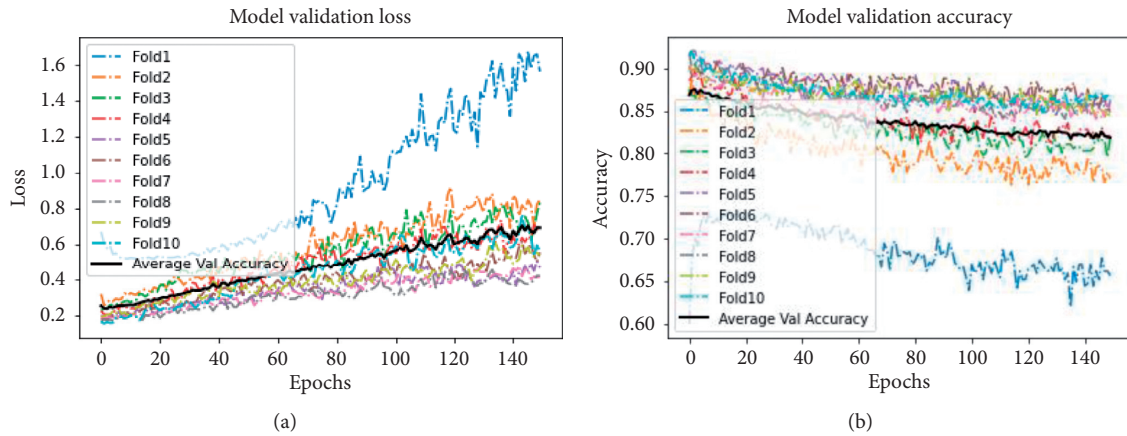 Model validation loss
1.6
1.4
1.2
1.0
0.8
0.6
0.4
0.2
Loss
Fold1
Fold2
Fold3
Fold4
Fold5
Fold6
Fold7
Fold8
Fold9
Fold10
Average Val Accuracy
0 20 40 60 80 100 120 140
Epochs
(a)
Model validation accuracy
0.90
0.85
0.80
0.75
0.70
0.65
0.60
Accuracy
Fold1
Fold2
Fold3
Fold4
Fold5
Fold6
Fold7
Fold8
Fold9
Fold10
Average Val Accuracy
0 20 40 60 80 100 120 140
Epochs
(b)